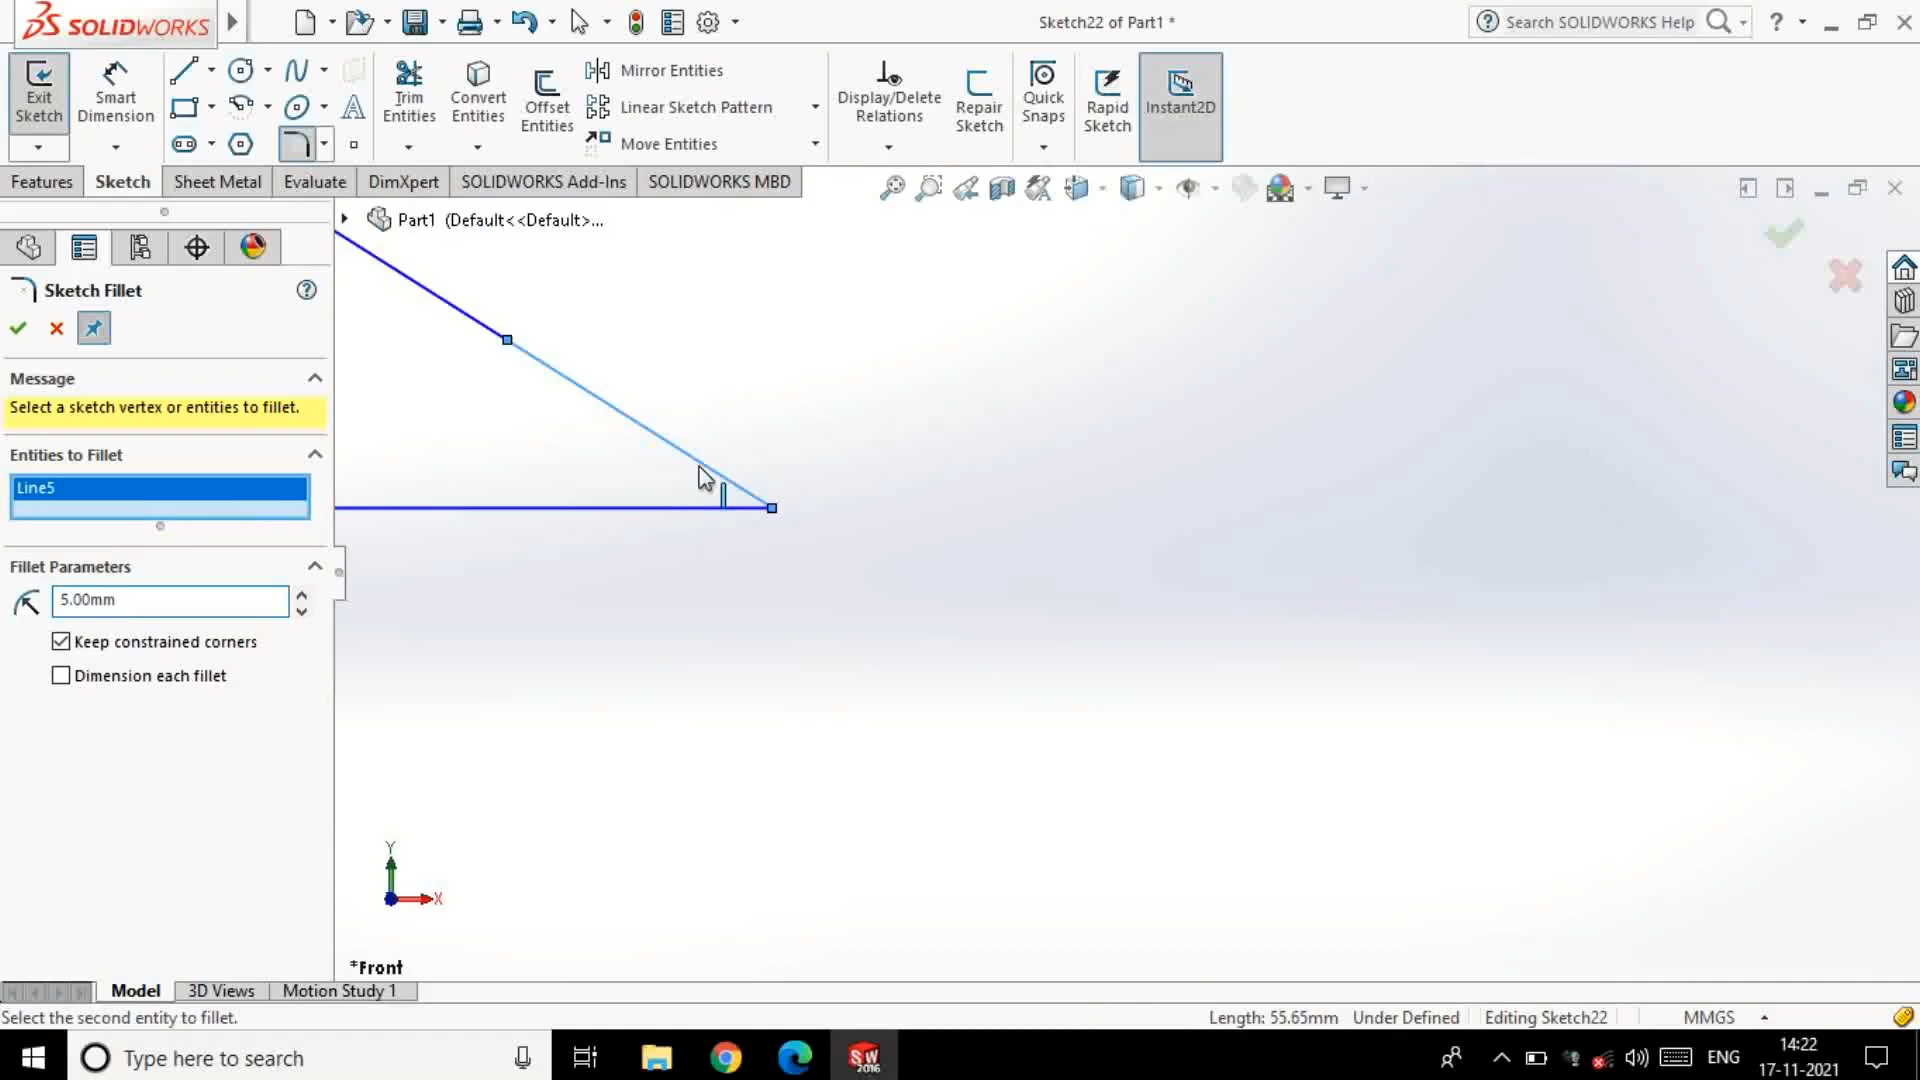 SOLIDWORKS
Sketch22 of Part1 *
Search SOLIDWORKS Help
?
Exit Sketch
Smart Dimension
Trim Entities
Convert Entities
Offset Entities
Mirror Entities
Linear Sketch Pattern
Move Entities
Display/Delete Relations
Repair Sketch
Quick Snaps
Rapid Sketch
Instant2D
Features
Sketch
Sheet Metal
Evaluate
DimXpert
SOLIDWORKS Add-Ins
SOLIDWORKS MBD
Part1 (Default<<Default>...
Sketch Fillet
Message
Select a sketch vertex or entities to fillet.
Entities to Fillet
Line5
Fillet Parameters
5.00mm
Keep constrained corners
Dimension each fillet
Y
X
*Front
Model
3D Views
Motion Study 1
Select the second entity to fillet.
Length: 55.65mm
Under Defined
Editing Sketch22
MMGS
Type here to search
SW
2016
ENG
14:22
17-11-2021